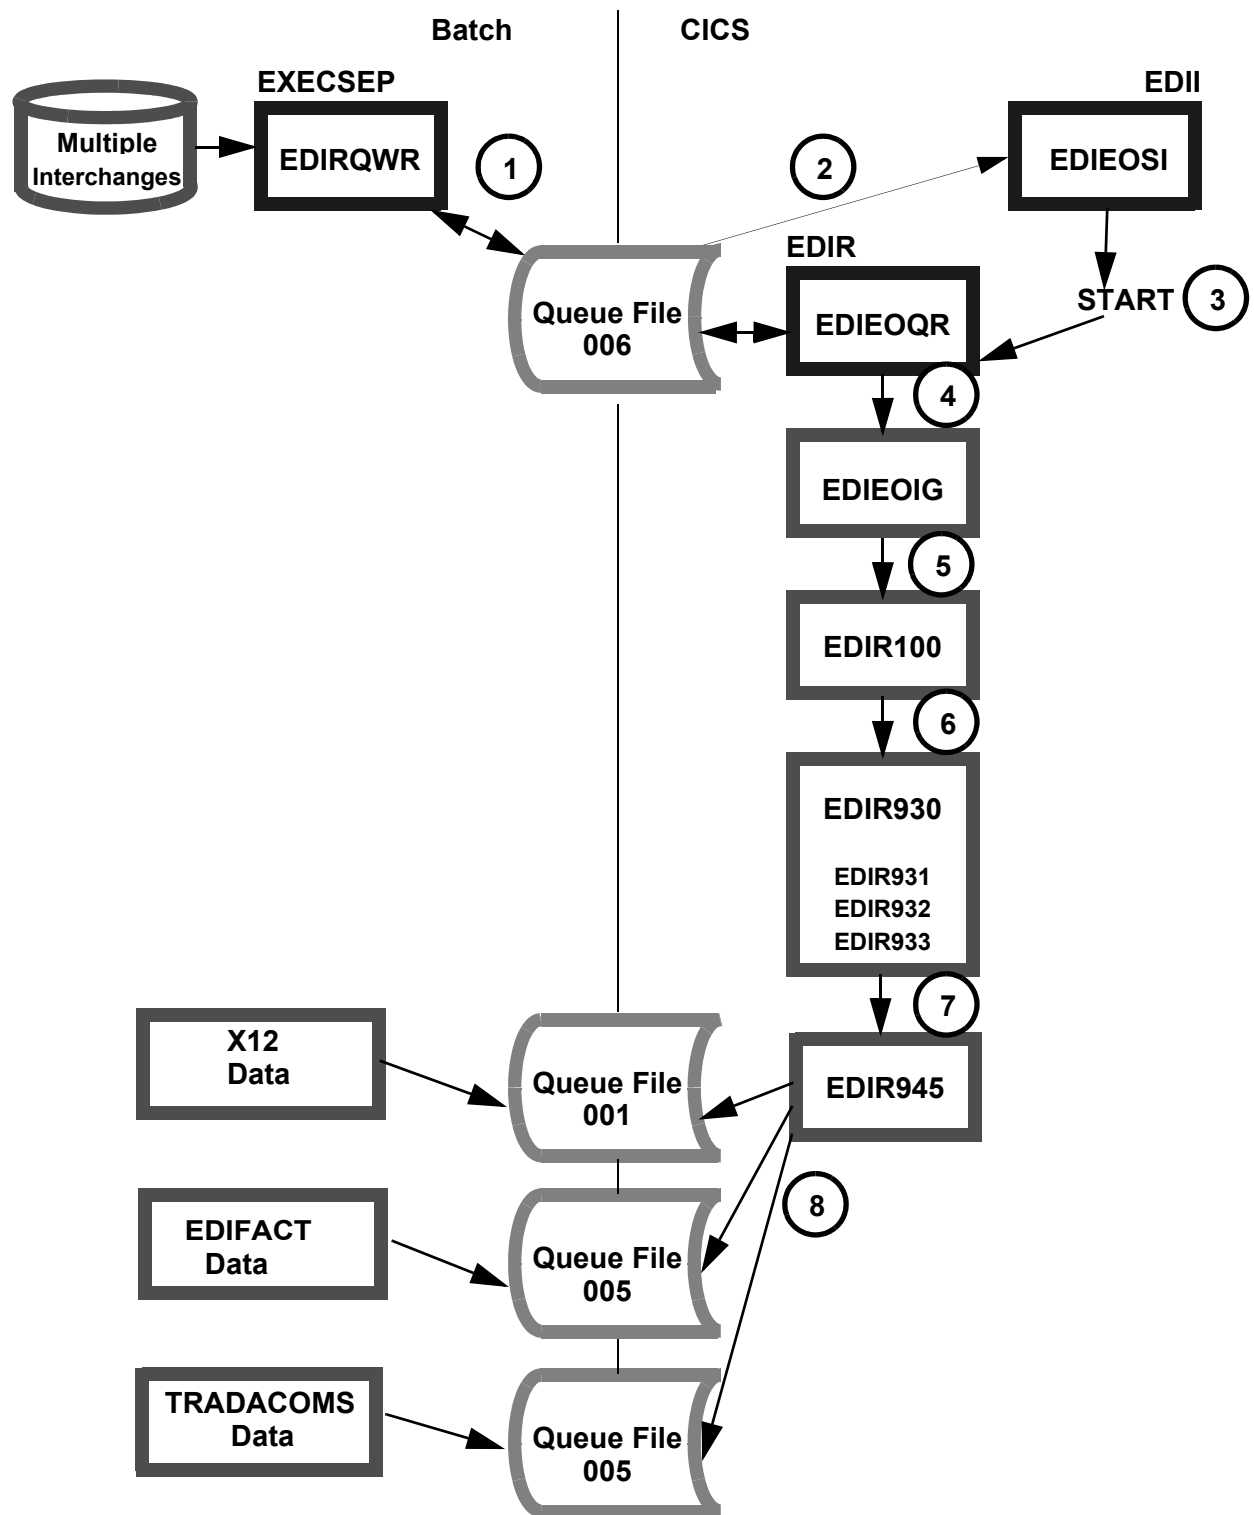 Batch
CICS
EXECSEP
EDII
Multiple
Interchanges
EDIRQWR
1
2
EDIEOSI
EDIR
START
3
Queue File
006
EDIEOQR
4
EDIEOIG
5
EDIR100
6
EDIR930
EDIR931
EDIR932
EDIR933
7
X12
Data
Queue File
001
EDIR945
8
EDIFACT
Data
Queue File
005
TRADACOMS
Data
Queue File
005